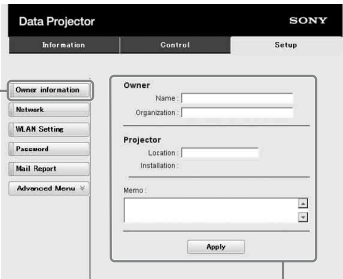 Data Projector
SONY
Information
Control
Setup
Owner information
Network
WLAN Setting
Password
Mail Report
Advanced Menu
Owner
Name :
Organization :
Projector
Location :
Installation :
Memo :
Apply